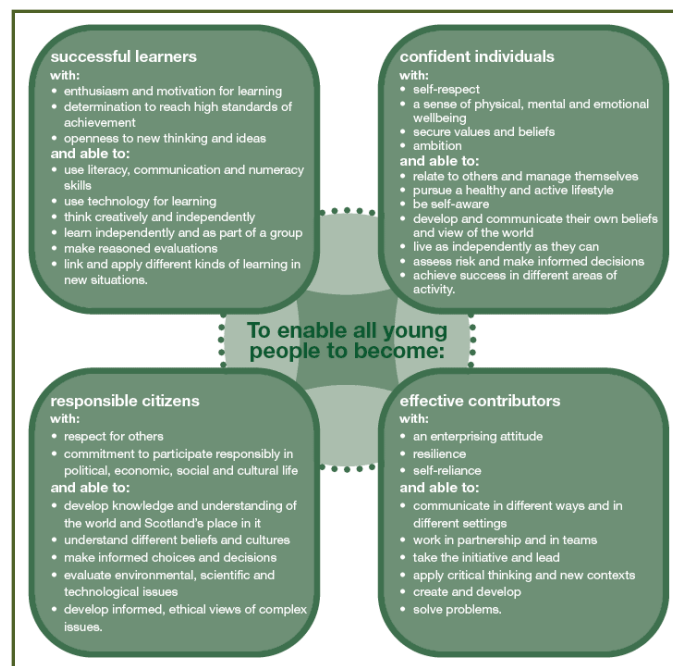 successful learners
with:
• enthusiasm and motivation for learning
• determination to reach high standards of
achievement
• openness to new thinking and ideas
and able to:
• use literacy, communication and numeracy
skills
• use technology for learning
• think creatively and independently
• learn independently and as part of a group
• make reasoned evaluations
• link and apply different kinds of learning in
new situations.
confident individuals
with:
• self-respect
• a sense of physical, mental and emotional
wellbeing
• secure values and beliefs
• ambition
and able to:
• relate to others and manage themselves
• pursue a healthy and active lifestyle
• be self-aware
• develop and communicate their own beliefs
and view of the world
• live as independently as they can
• assess risk and make informed decisions
• achieve success in different areas of
activity.
To enable all young
people to become:
responsible citizens
with:
• respect for others
• commitment to participate responsibly in
political, economic, social and cultural life
and able to:
• develop knowledge and understanding of
the world and Scotland's place in it
• understand different beliefs and cultures
• make informed choices and decisions
• evaluate environmental, scientific and
technological issues
• develop informed, ethical views of complex
issues.
effective contributors
with:
• an enterprising attitude
• resilience
• self-reliance
and able to:
• communicate in different ways and in
different settings
• work in partnership and in teams
• take the initiative and lead
• apply critical thinking and new contexts
• create and develop
• solve problems.